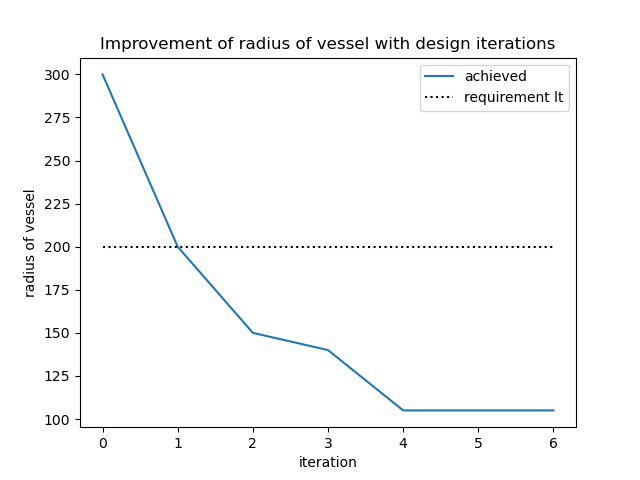 Improvement of radius of vessel with design iterations
achieved
requirement lt
radius of vessel
300
275
250
225
200
175
150
125
100
0 1 2 3 4 5 6
iteration